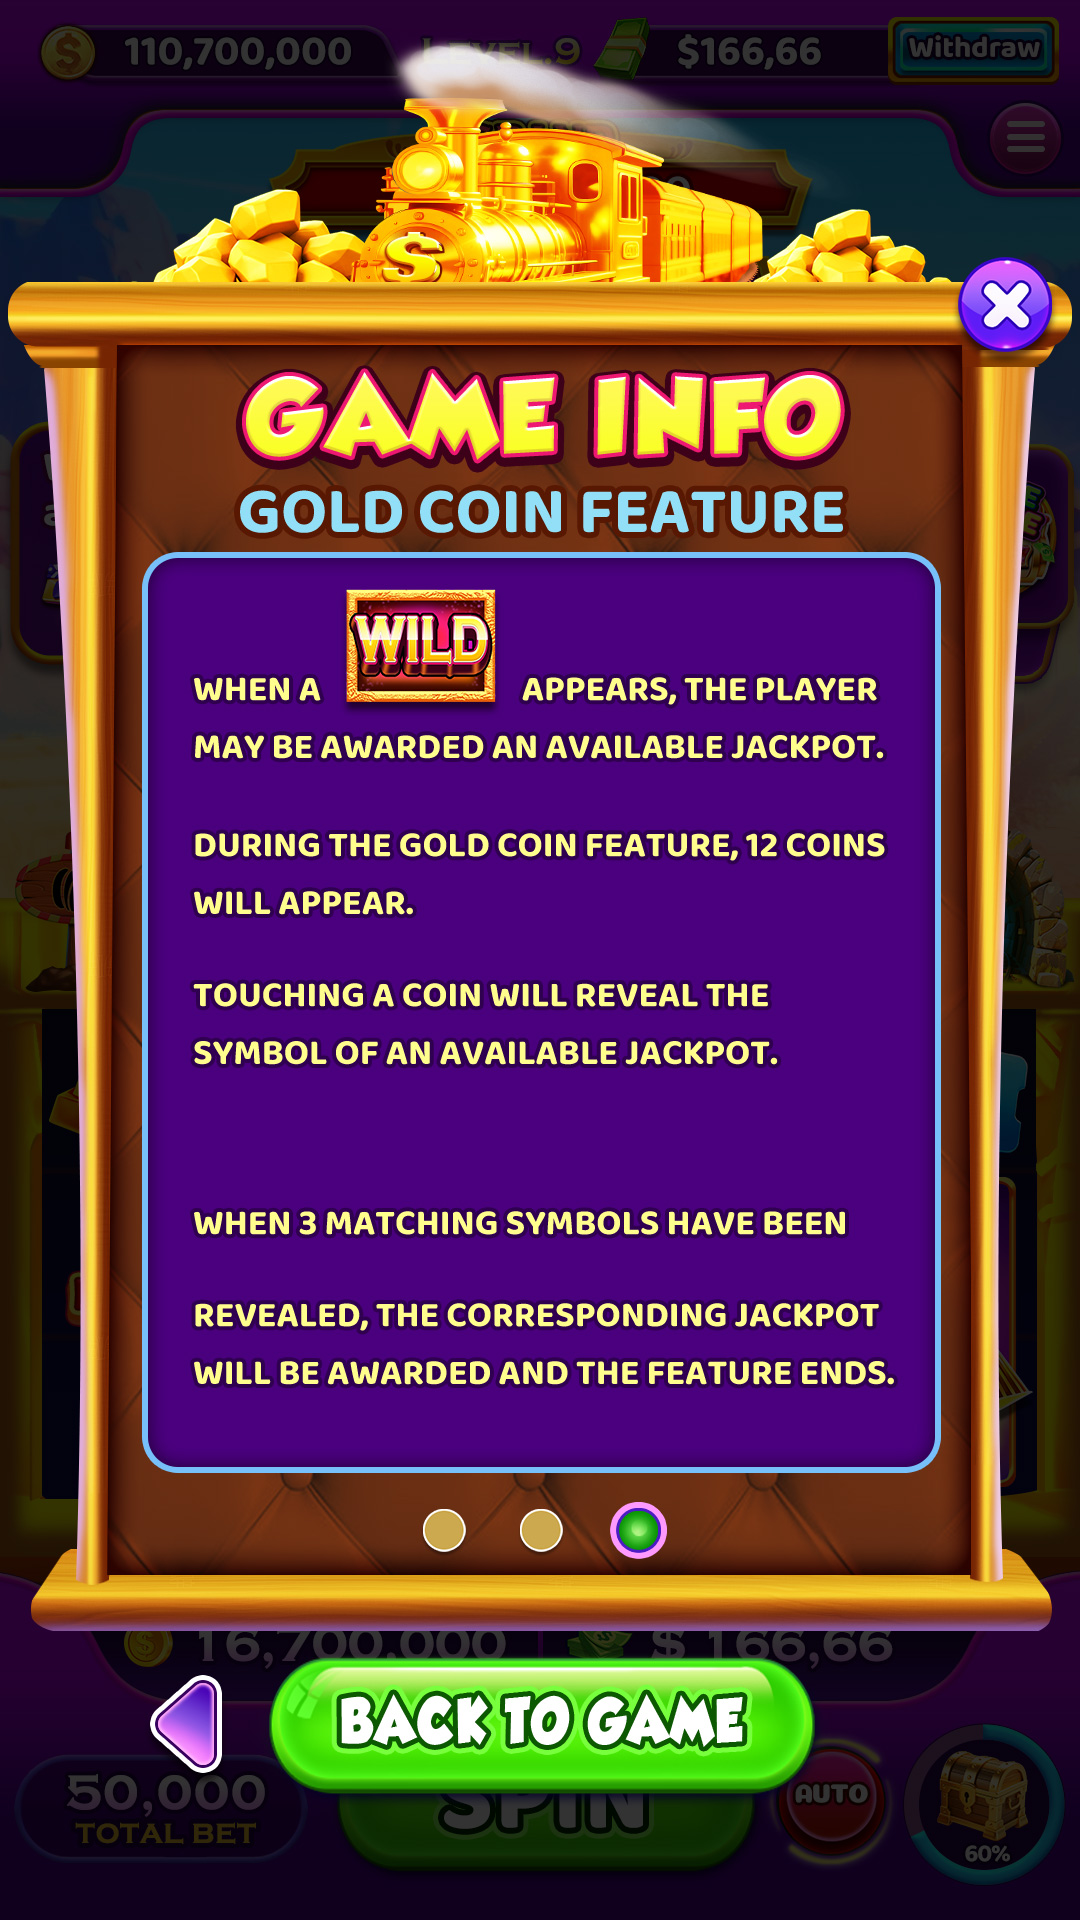 110,700,000
LEVEL.9
$166,66
Withdraw
GAME INFO
GOLD COIN FEATURE
WHEN A WILD APPEARS, THE PLAYER
MAY BE AWARDED AN AVAILABLE JACKPOT.
DURING THE GOLD COIN FEATURE, 12 COINS
WILL APPEAR.
TOUCHING A COIN WILL REVEAL THE
SYMBOL OF AN AVAILABLE JACKPOT.
WHEN 3 MATCHING SYMBOLS HAVE BEEN
REVEALED, THE CORRESPONDING JACKPOT
WILL BE AWARDED AND THE FEATURE ENDS.
16,700,000
$ 166,66
BACK TO GAME
50,000
TOTAL BET
SPIN
AUTO
60%